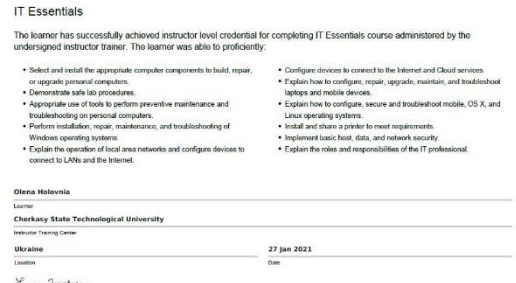 IT Essentials
The learner has successfully achieved instructor level credential for completing IT Essentials course administered by the
undersigned instructor trainer. The learner was able to proficiently:
• Select and install the appropriate computer components to build, repair,
or upgrade personal computers.
• Demonstrate safe lab procedures.
• Appropriate use of tools to perform preventive maintenance and
troubleshooting on personal computers.
• Perform installation, repair, maintenance, and troubleshooting of
Windows operating systems.
• Explain the operation of local area networks and configure devices to
connect to LANs and the Internet.
• Configure devices to connect to the Internet and Cloud services.
• Explain how to configure, repair, upgrade, maintain, and troubleshoot
laptops and mobile devices.
• Explain how to configure, secure and troubleshoot mobile, OS X, and
Linux operating systems.
• Install and share a printer to meet requirements.
• Implement basic host, data, and network security.
• Explain the roles and responsibilities of the IT professional.
Olena Holovnia
Learner
Cherkasy State Technological University
Instructor Training Center
Ukraine
Location
27 Jan 2021
Date